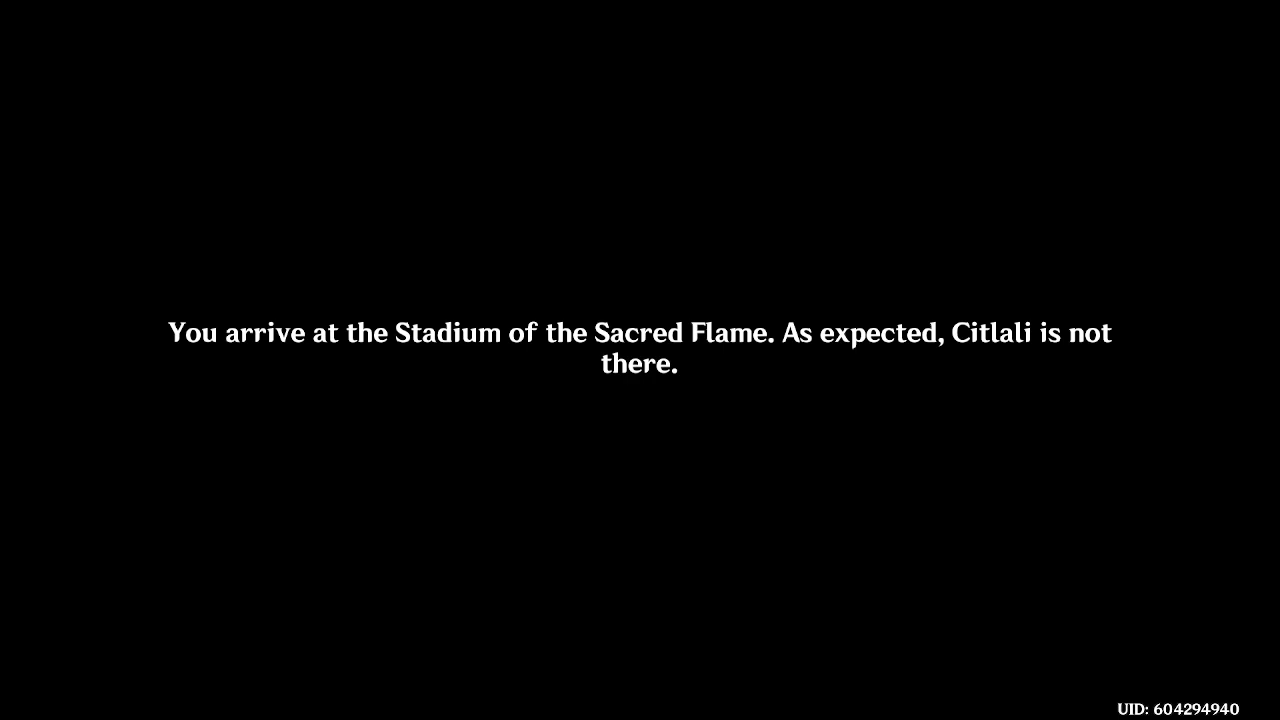 You arrive at the Stadium of the Sacred Flame. As expected, Citlali is not
there.
UID: 604294940